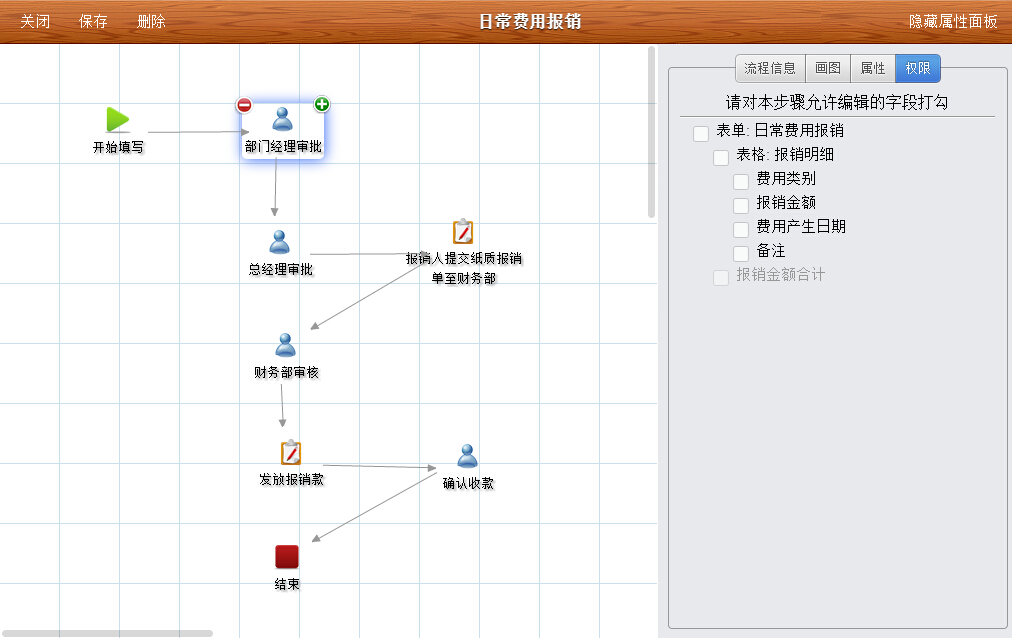 关闭
保存
删除
日常费用报销
隐藏属性面板
流程信息
画图
属性
权限
请对本步骤允许编辑的字段打勾
表单: 日常费用报销
表格: 报销明细
费用类别
报销金额
费用产生日期
备注
报销金额合计
开始填写
部门经理审批
总经理审批
报销人提交纸质报销
单至财务部
财务部审核
发放报销款
确认收款
结束